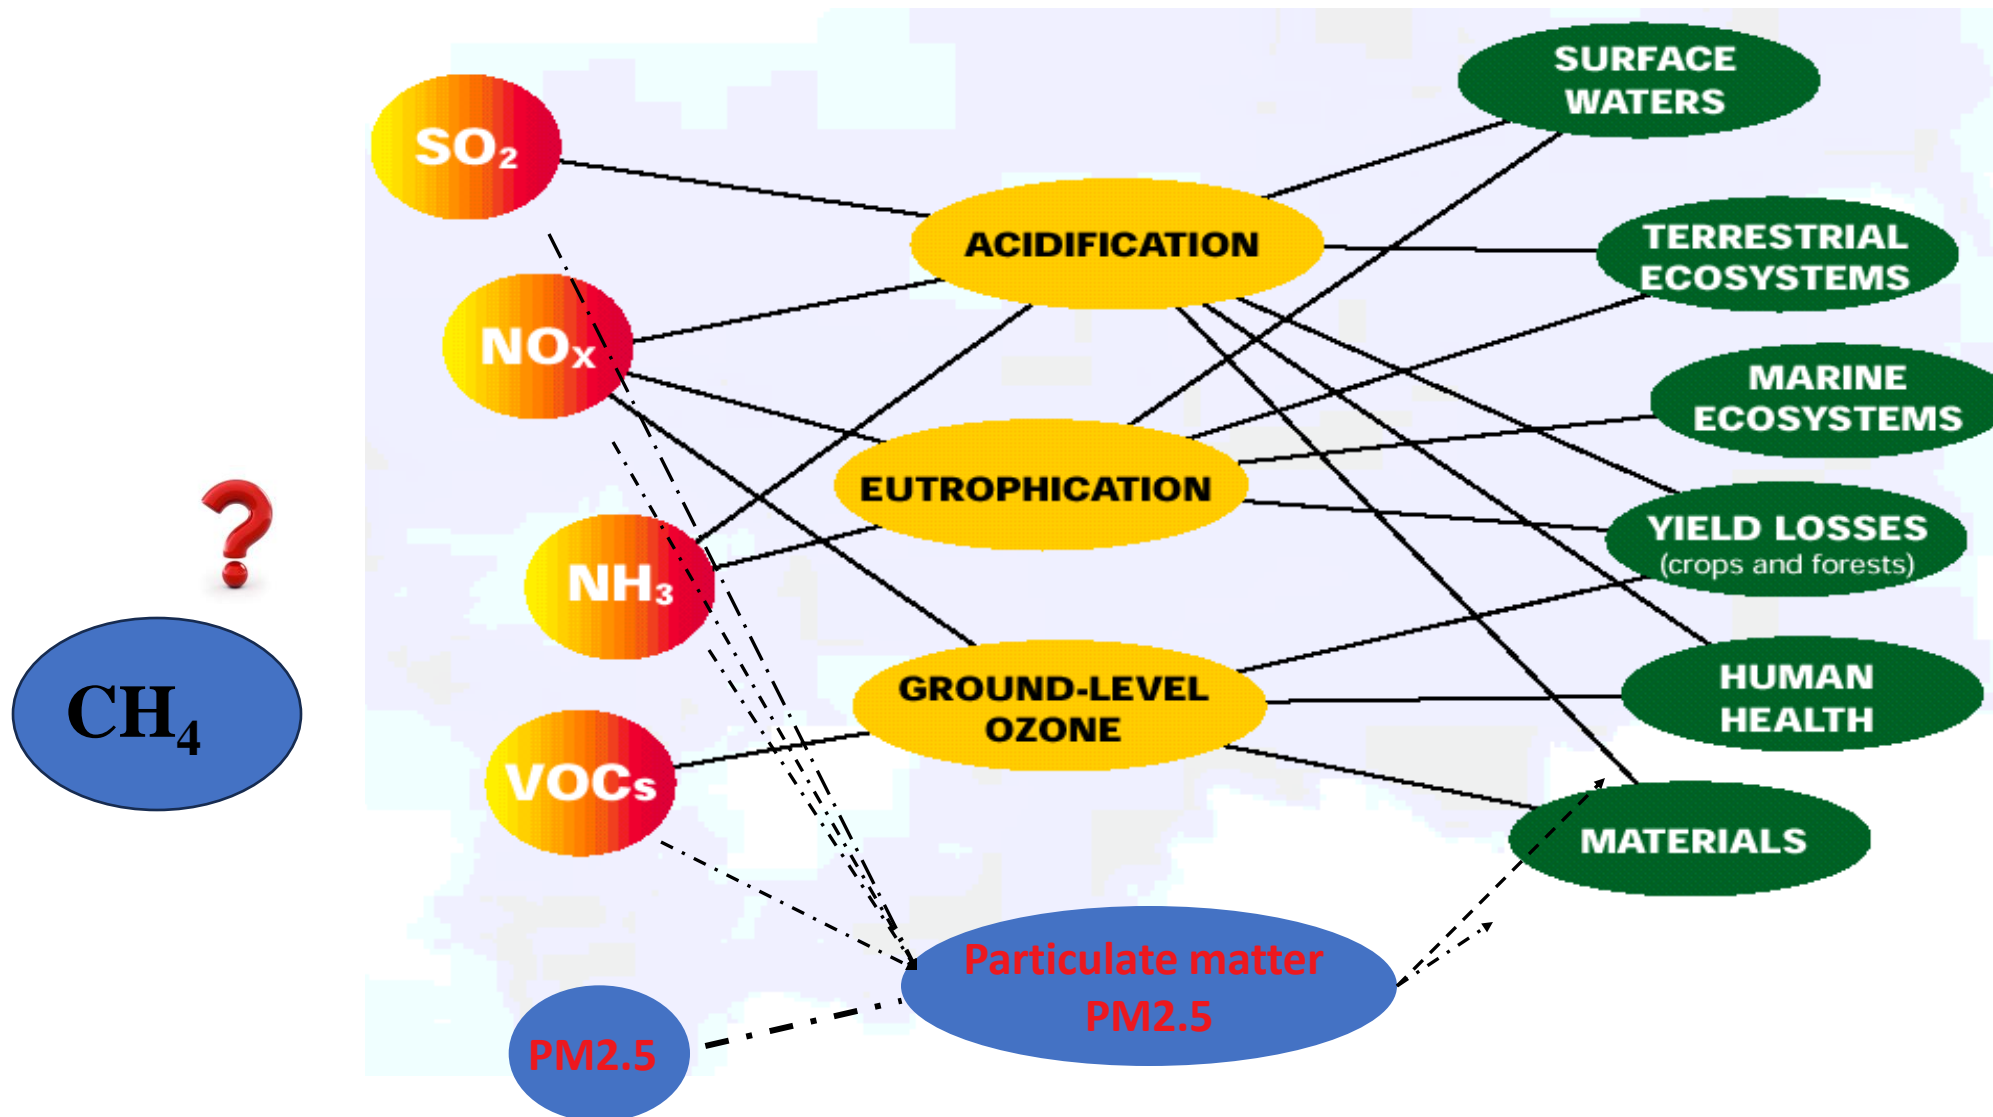 SO₂
NOx
NH₃
VOCs
PM2.5
?
CH₄
ACIDIFICATION
EUTROPHICATION
GROUND-LEVEL
OZONE
Particulate matter
PM2.5
SURFACE
WATERS
TERRESTRIAL
ECOSYSTEMS
MARINE
ECOSYSTEMS
YIELD LOSSES
(crops and forests)
HUMAN
HEALTH
MATERIALS